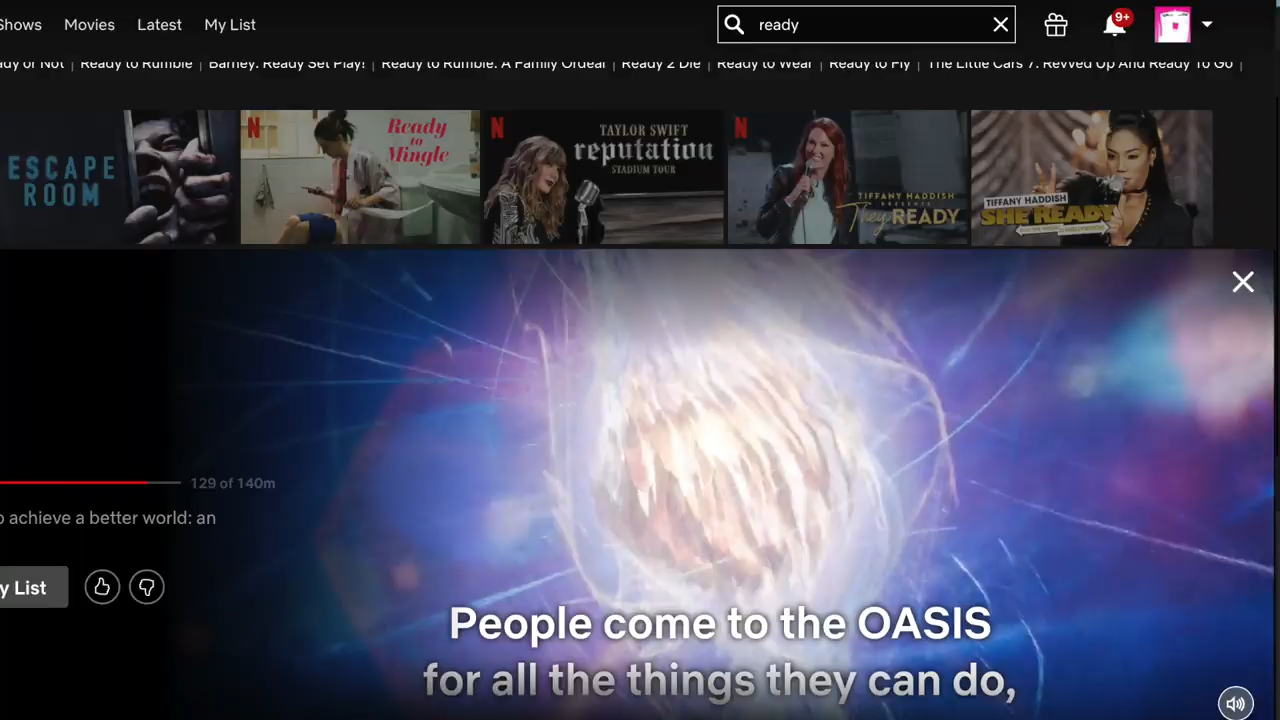 Shows Movies Latest My List ready 9+
dy or Not | Ready to Rumble | Barney: Ready Set Play! | Ready to Rumble: A Family Ordeal | Ready 2 Die | Ready to Wear | Ready to Fly | The Little Cars 7: Revved Up And Ready To Go |
ESCAPE
ROOM
N
Ready
to
Mingle
N
TAYLOR SWIFT
reputation
STADIUM TOUR
N
TIFFANY HADDISH
PRESENTS
They READY
TIFFANY HADDISH
SHE READY
129 of 140m
o achieve a better world: an
y List
People come to the OASIS
for all the things they can do,